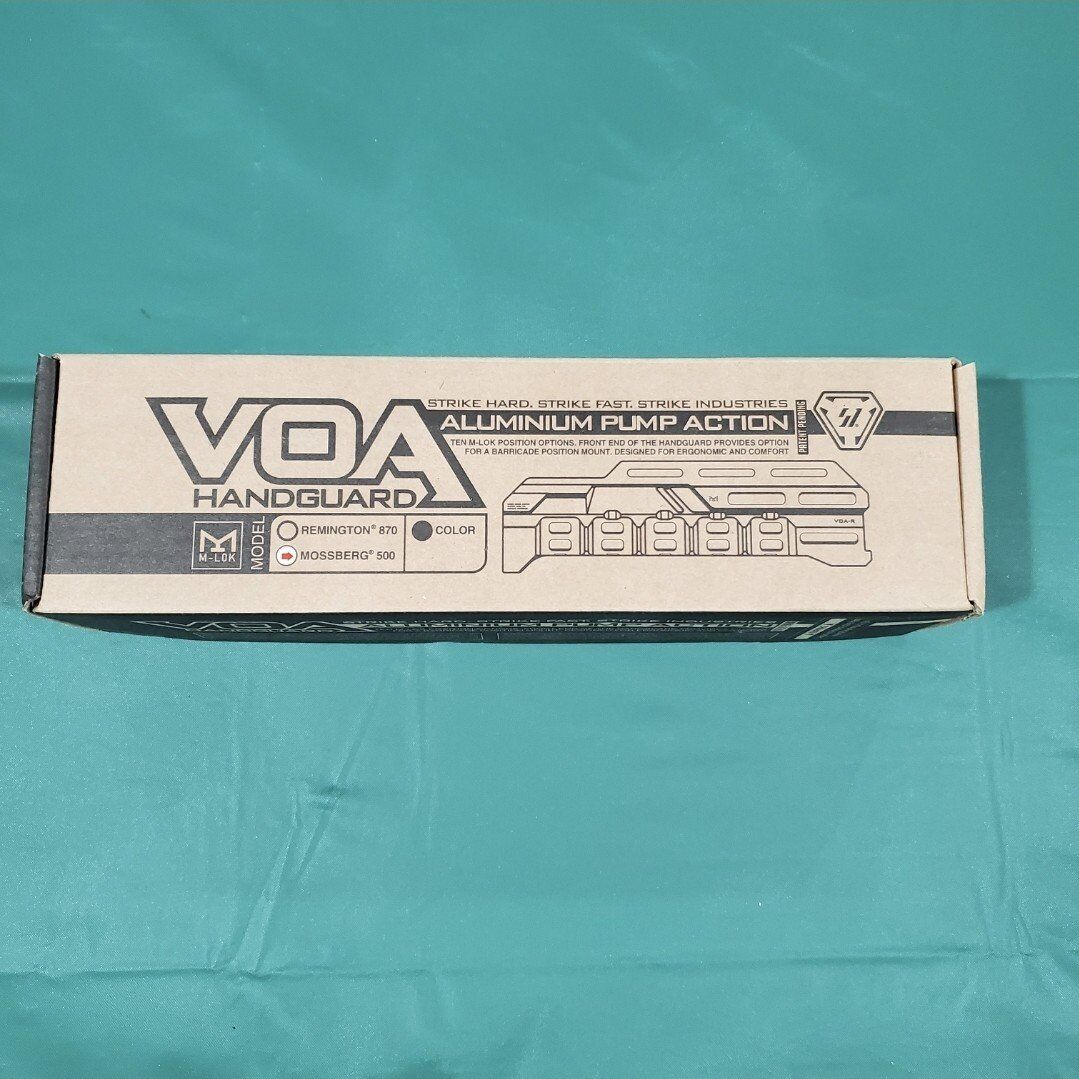 STRIKE HARD. STRIKE FAST. STRIKE INDUSTRIES
VOA
HANDGUARD
ALUMINIUM PUMP ACTION
TEN M-LOK POSITION OPTIONS. FRONT END OF THE HANDGUARD PROVIDES OPTION
FOR A BARRICADE POSITION MOUNT. DESIGNED FOR ERGONOMIC AND COMFORT
PATENT PENDING
M-LOK
MODEL
REMINGTON® 870
MOSSBERG® 500
COLOR
VOA-R